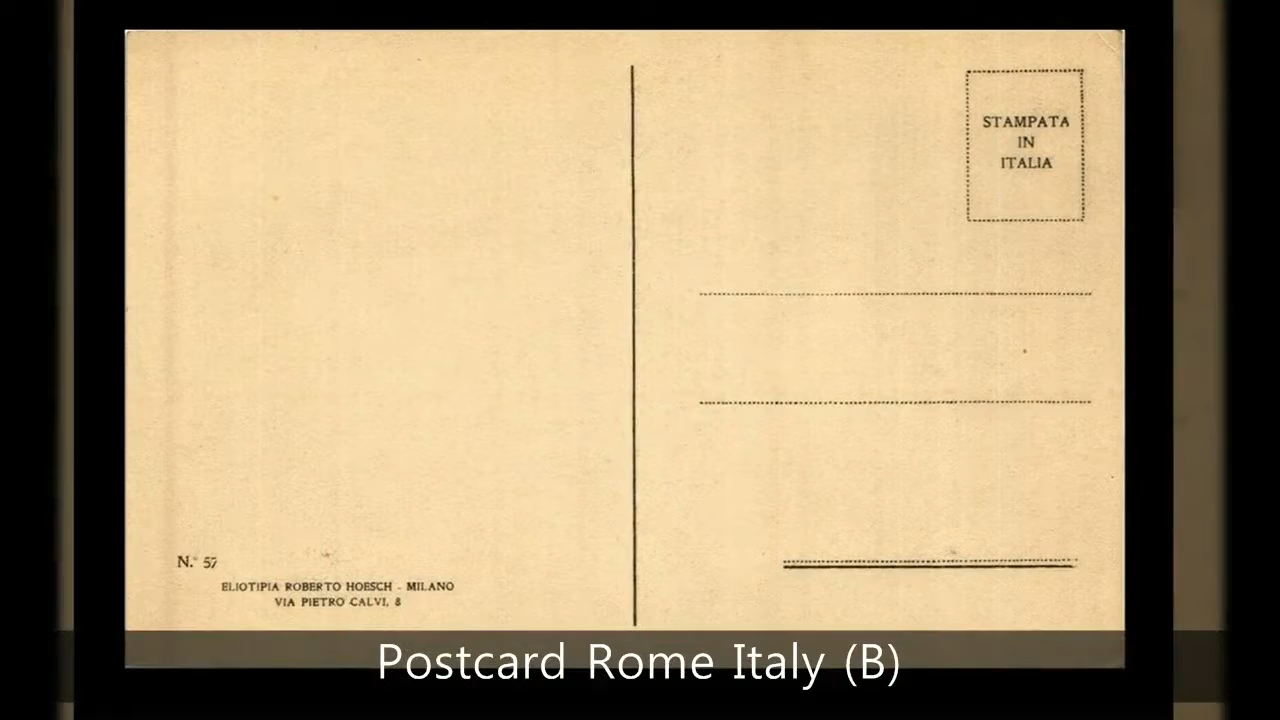 STAMPATA
IN
ITALIA
N.° 57
ELIOTIPIA ROBERTO HOESCH - MILANO
VIA PIETRO CALVI, 8
Postcard Rome Italy (B)